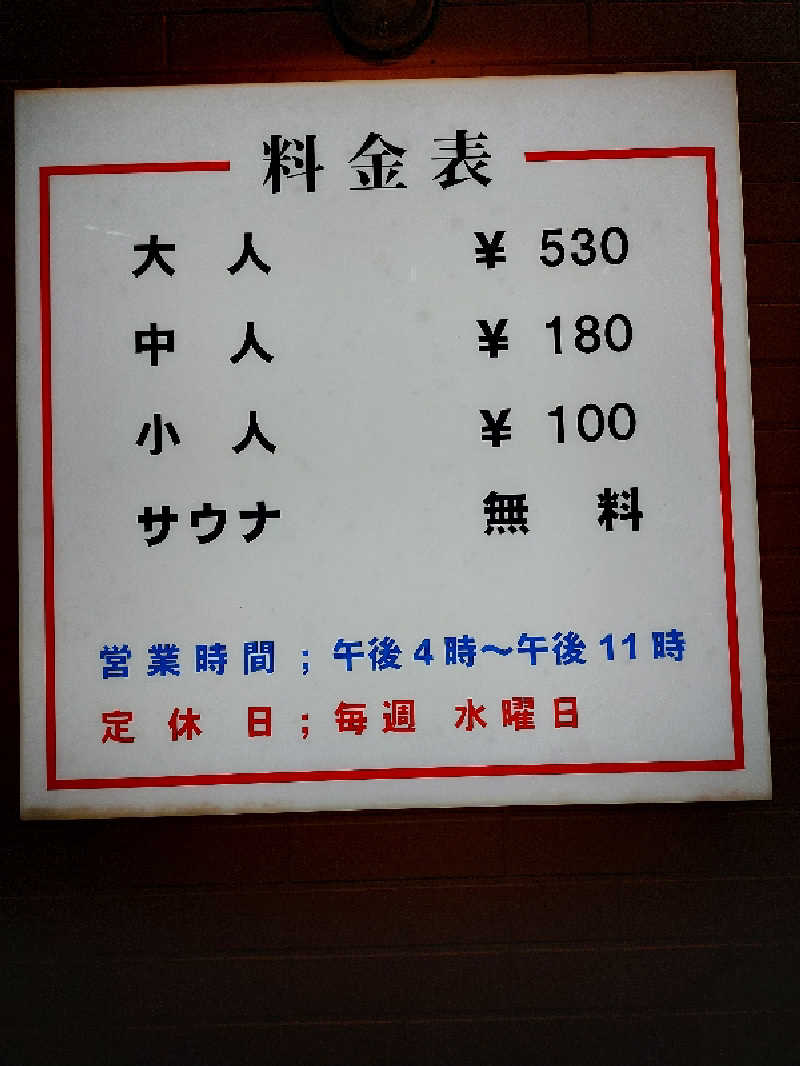 料金表
大人 ¥530
中人 ¥180
小人 ¥100
サウナ 無料
営業時間;午後4時～午後11時
定休日;毎週 水曜日